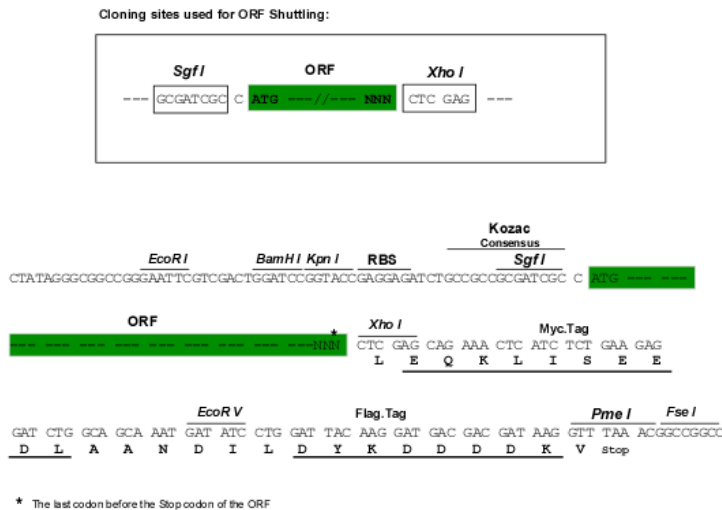 Cloning sites used for ORF Shuttling:
Sgf I ORF Xho I
--- GCGATCGC C ATG ---//--- NNN CTC GAG ---
Kozac
Consensus
EcoR I BamH I Kpn I RBS Sgf I
CTATAGGGCGGCCGGGAATTCGTCGACTGGATCCGGTACCGAGGAGATCTGCCGCCGCGATCGC C ATG --- ---
ORF * Xho I Myc.Tag
--- --- --- --- --- --- --- --- --- --- ---NNN CTC GAG CAG AAA CTC ATC TCT GAA GAG
L E Q K L I S E E
EcoR V Flag.Tag Pme I Fse I
GAT CTG GCA GCA AAT GAT ATC CTG GAT TAC AAG GAT GAC GAC GAT AAG GTT TAA ACGGCCGGCC
D L A A N D I L D Y K D D D D K V Stop
* The last codon before the Stop codon of the ORF